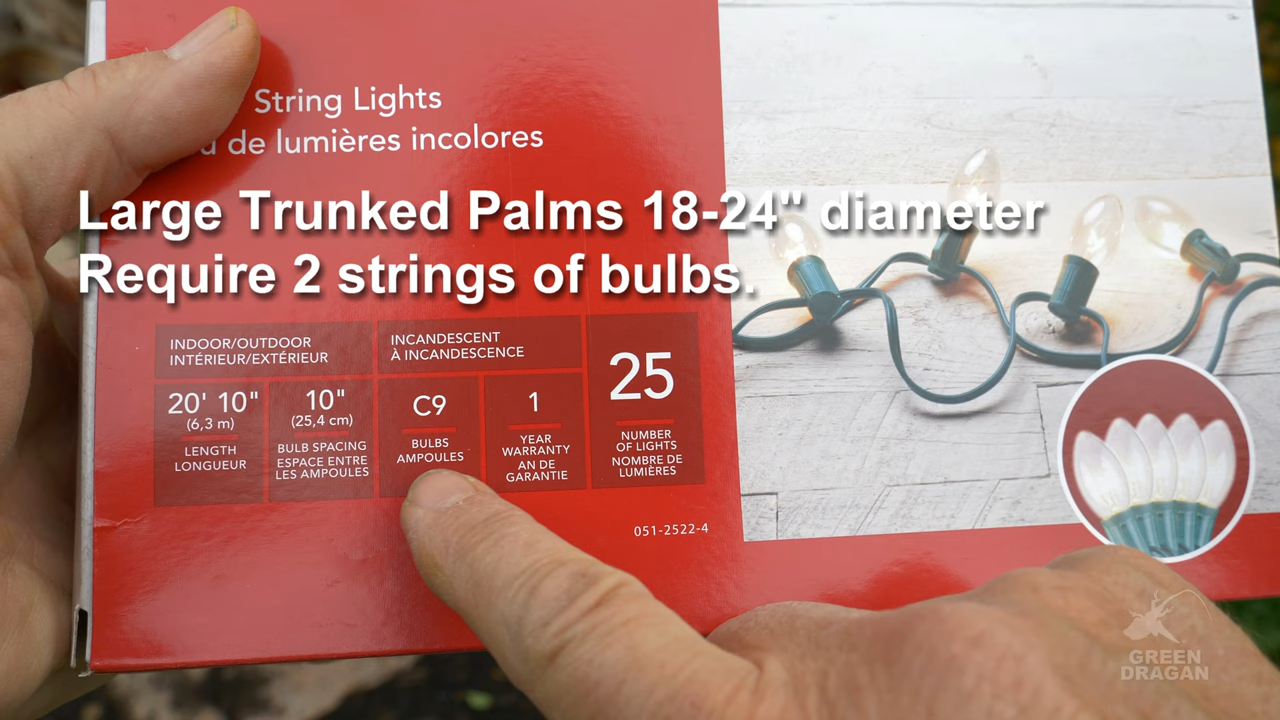 String Lights
de lumières incolores
Large Trunked Palms 18-24" diameter
Require 2 strings of bulbs.
INDOOR/OUTDOOR
INTÉRIEUR/EXTÉRIEUR
INCANDESCENT
À INCANDESCENCE
20' 10"
(6,3 m)
LENGTH
LONGUEUR
10"
(25,4 cm)
BULB SPACING
ESPACE ENTRE
LES AMPOULES
C9
BULBS
AMPOULES
1
YEAR
WARRANTY
AN DE
GARANTIE
25
NUMBER
OF LIGHTS
NOMBRE DE
LUMIÈRES
051-2522-4
GREEN
DRAGAN